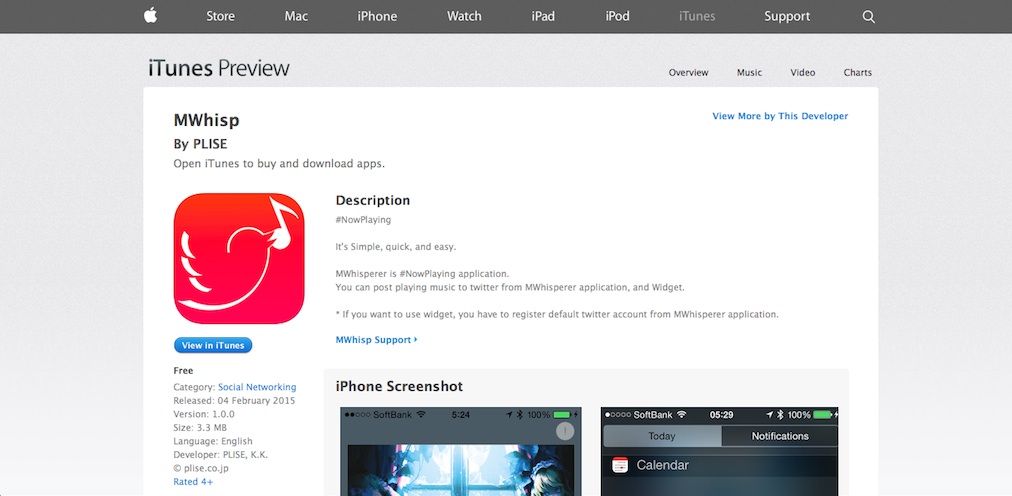 Store Mac iPhone Watch iPad iPod iTunes Support
iTunes Preview
Overview Music Video Charts
MWhisp
View More by This Developer
By PLISE
Open iTunes to buy and download apps.
Description
#NowPlaying
It's Simple, quick, and easy.
MWhisperer is #NowPlaying application.
You can post playing music to twitter from MWhisperer application, and Widget.
* If you want to use widget, you have to register default twitter account from MWhisperer application.
MWhisp Support
View in iTunes
Free
Category: Social Networking
Released: 04 February 2015
Version: 1.0.0
Size: 3.3 MB
Language: English
Developer: PLISE, K.K.
© plise.co.jp
Rated 4+
iPhone Screenshot
SoftBank 5:24 100%
SoftBank 05:29 100%
Today Notifications
Calendar